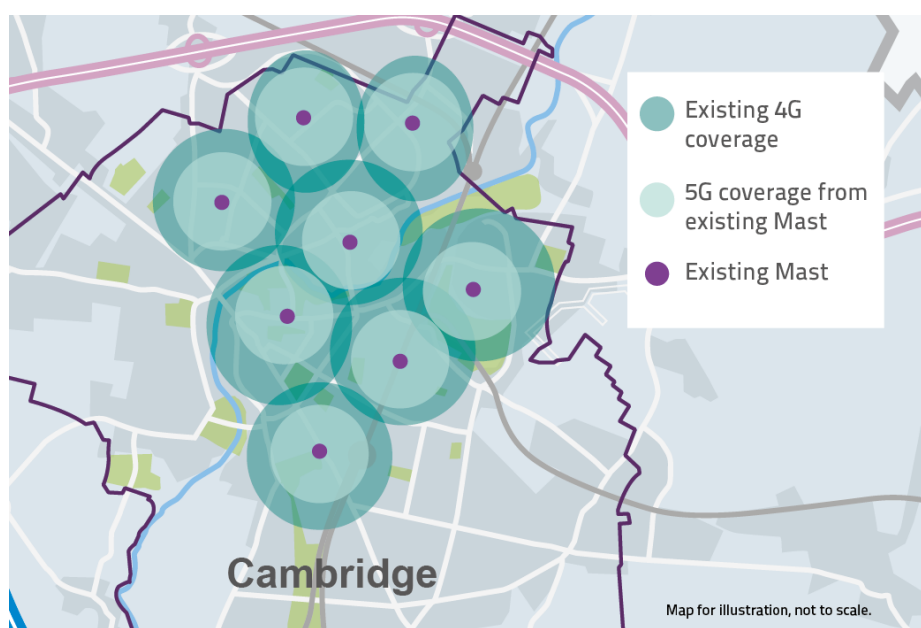 Existing 4G
coverage
5G coverage from
existing Mast
Existing Mast
Cambridge
Map for illustration, not to scale.